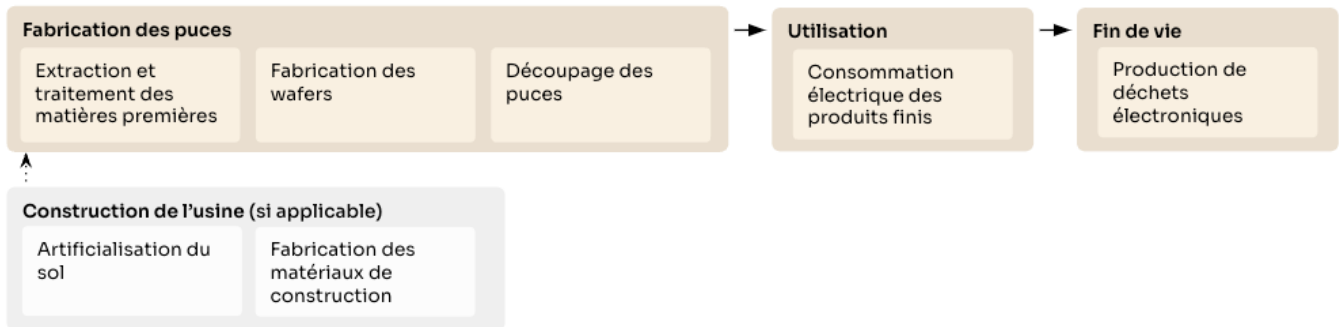 Fabrication des puces
Extraction et
traitement des
matières premières
Fabrication des
wafers
Découpage des
puces
Utilisation
Consommation
électrique des
produits finis
Fin de vie
Production de
déchets
électroniques
Construction de l’usine (si applicable)
Artificialisation du
sol
Fabrication des
matériaux de
construction